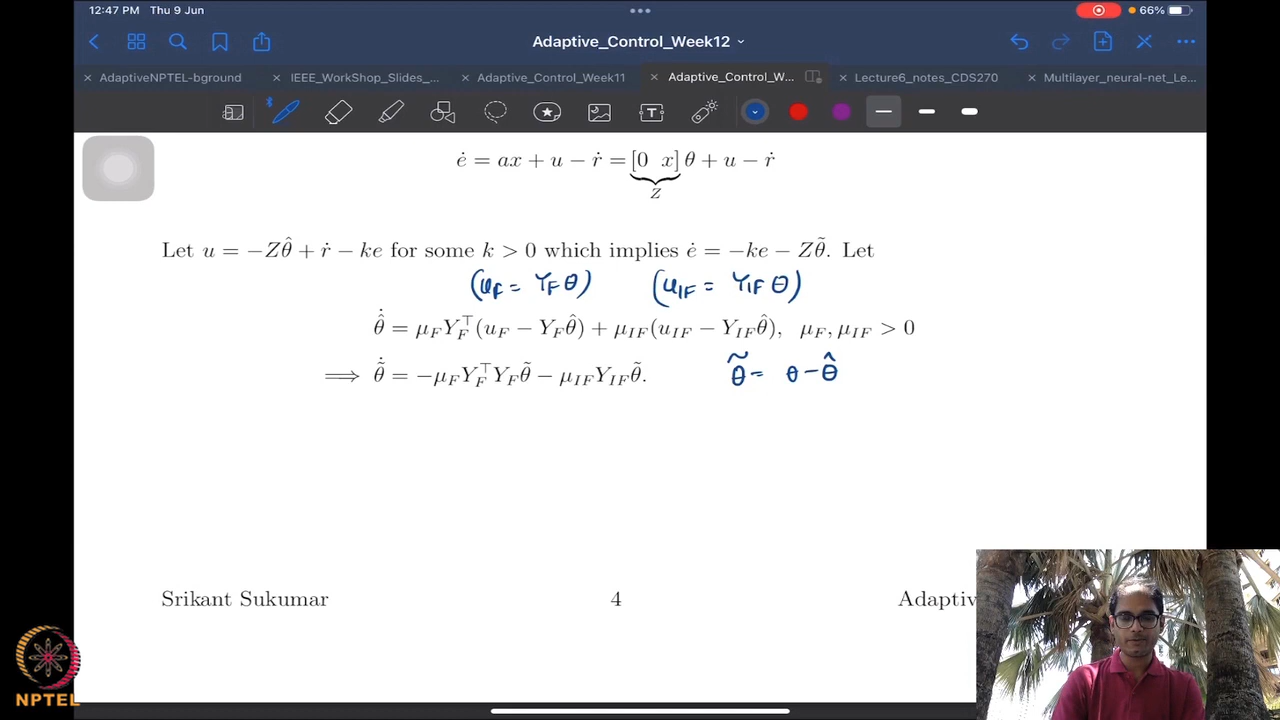 12:47 PM Thu 9 Jun
66%
Adaptive_Control_Week12
AdaptiveNPTEL-bground
IEEE_WorkShop_Slides_...
Adaptive_Control_Week11
Adaptive_Control_W...
Lecture6_notes_CDS270
Multilayer_neural-net_Le...
ė = ax + u − ṙ = [0 x] θ + u − ṙ
Z
Let u = −Zθ̂ + ṙ − ke for some k > 0 which implies ė = −ke − Zθ̃. Let
(u_F = Y_F θ) (u_IF = Y_IF θ)
θ̂̇ = μ_F Y_F^⊤(u_F − Y_F θ̂) + μ_IF(u_IF − Y_IF θ̂), μ_F, μ_IF > 0
⟹ θ̃̇ = −μ_F Y_F^⊤ Y_F θ̃ − μ_IF Y_IF θ̃. θ̃ = θ − θ̂
Srikant Sukumar 4 Adaptiv
NPTEL